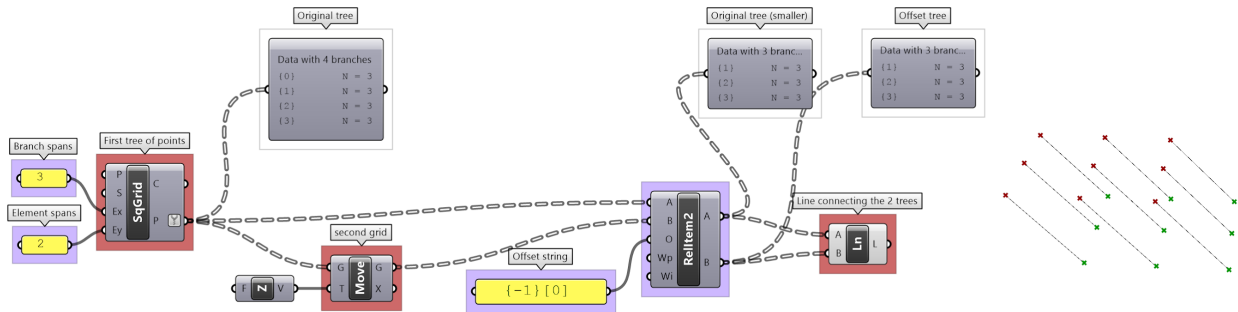 Original tree
Data with 4 branches
{0} N = 3
{1} N = 3
{2} N = 3
{3} N = 3
Original tree (smaller)
Data with 3 branc...
{1} N = 3
{2} N = 3
{3} N = 3
Offset tree
Data with 3 branc...
{1} N = 3
{2} N = 3
{3} N = 3
Branch spans
3
Element spans
2
First tree of points
P
S
Ex
Ey
SqGrid
C
P
second grid
G
T
Move
G
X
F
Z
V
Offset string
{-1}[0]
A
B
O
Wp
Wi
RelItem2
A
B
Line connecting the 2 trees
A
B
Ln
L